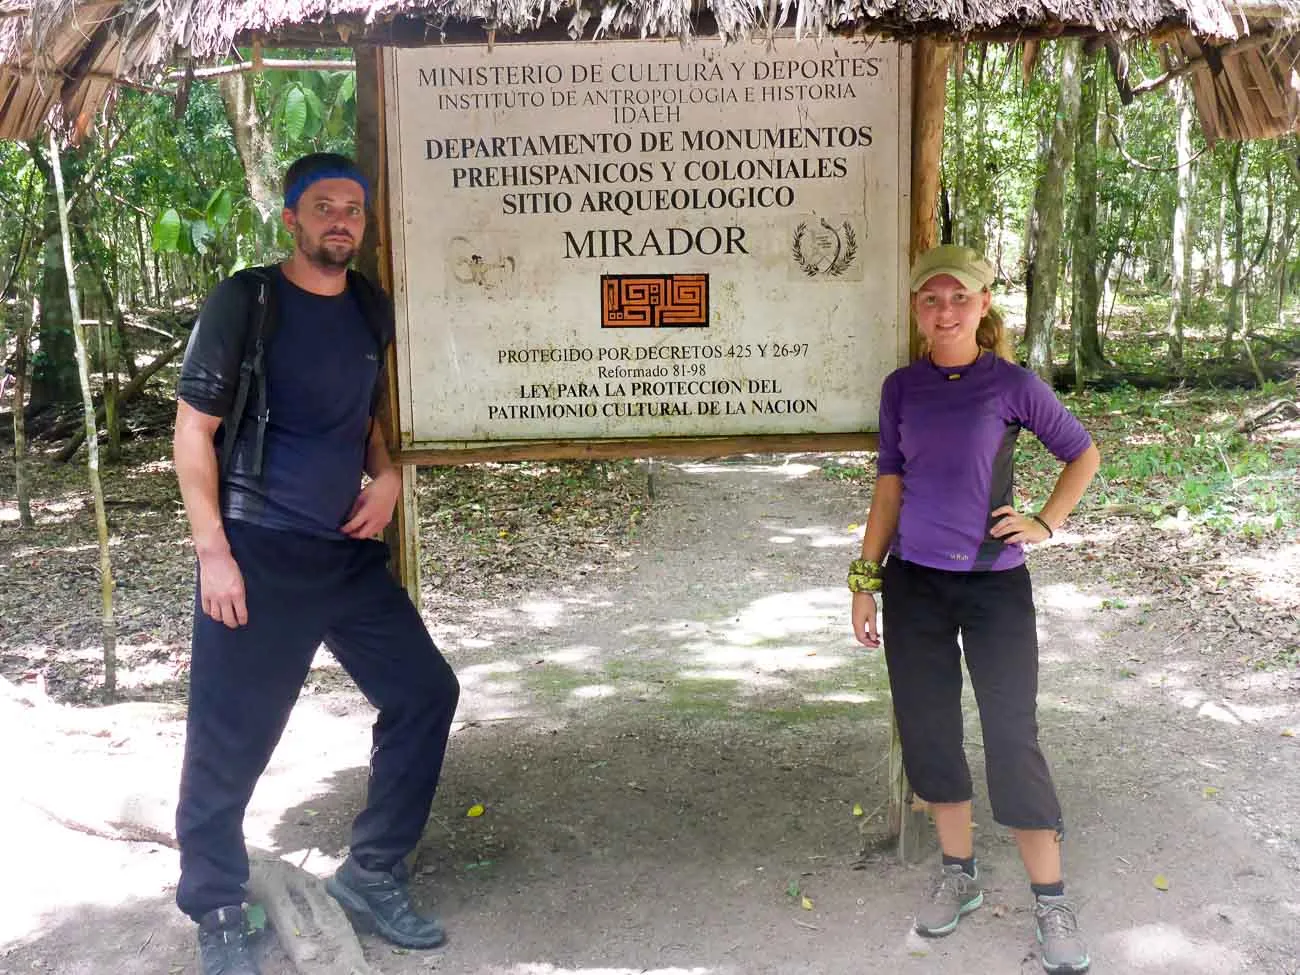 MINISTERIO DE CULTURA Y DEPORTES
INSTITUTO DE ANTROPOLOGIA E HISTORIA
IDAEH
DEPARTAMENTO DE MONUMENTOS
PREHISPANICOS Y COLONIALES
SITIO ARQUEOLOGICO
MIRADOR
PROTEGIDO POR DECRETOS 425 Y 26-97
Reformado 81-98
LEY PARA LA PROTECCION DEL
PATRIMONIO CULTURAL DE LA NACION